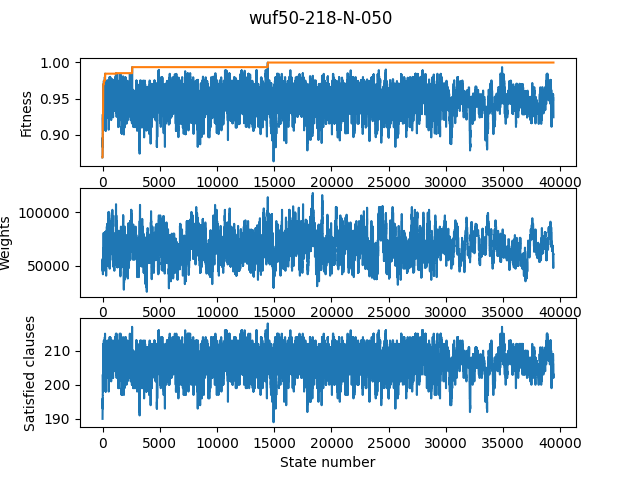 wuf50-218-N-050
1.00
0.95
0.90
Fitness
0 5000 10000 15000 20000 25000 30000 35000 40000
100000
50000
Weights
0 5000 10000 15000 20000 25000 30000 35000 40000
210
200
190
Satisfied clauses
0 5000 10000 15000 20000 25000 30000 35000 40000
State number